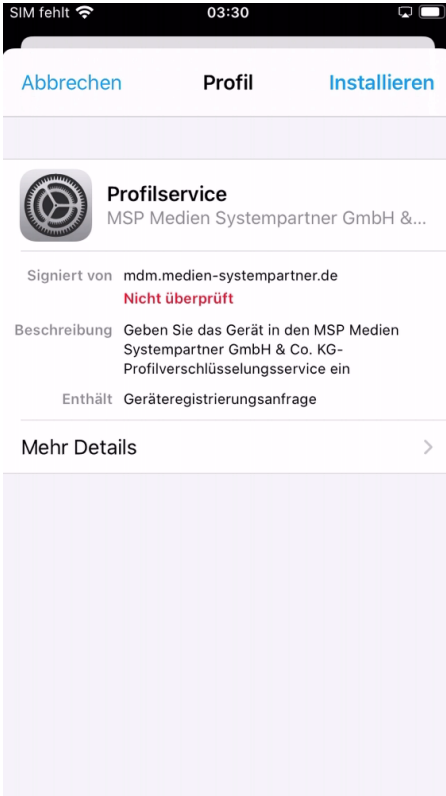 SIM fehlt 03:30
Abbrechen Profil Installieren
Profilservice
MSP Medien Systempartner GmbH &...
Signiert von mdm.medien-systempartner.de
Nicht überprüft
Beschreibung Geben Sie das Gerät in den MSP Medien
Systempartner GmbH & Co. KG-
Profilverschlüsselungsservice ein
Enthält Geräteregistrierungsanfrage
Mehr Details